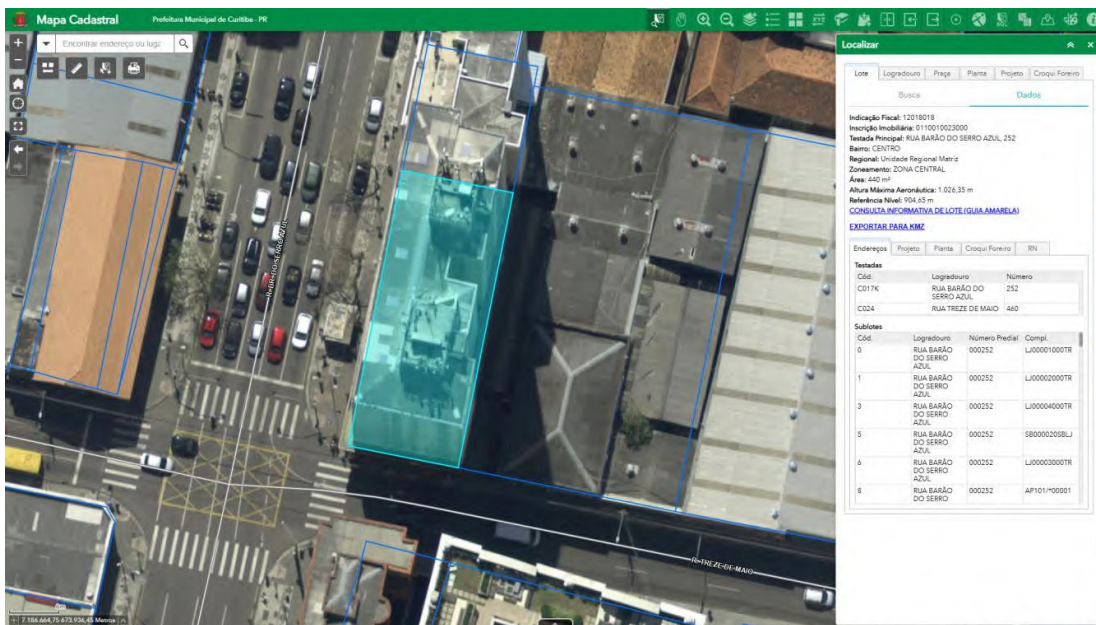 Mapa Cadastral Prefeitura Municipal de Curitiba - PR
Encontrar endereço ou luga
R. BR. DO SERRO AZUL
R. TREZE DE MAIO
7.186.664,75 673.936,45 Metros
Localizar
Lote Logradouro Praça Planta Projeto Croqui Foreiro
Busca Dados
Indicação Fiscal: 12018018
Inscrição Imobiliária: 0110010023000
Testada Principal: RUA BARÃO DO SERRO AZUL, 252
Bairro: CENTRO
Regional: Unidade Regional Matriz
Zoneamento: ZONA CENTRAL
Área: 440 m²
Altura Máxima Aeronáutica: 1.026,35 m
Referência Nível: 904,65 m
CONSULTA INFORMATIVA DE LOTE (GUIA AMARELA)
EXPORTAR PARA KMZ
Endereços Projeto Planta Croqui Foreiro RN
Testadas
Cód. Logradouro Número
C017K RUA BARÃO DO 252
SERRO AZUL
C024 RUA TREZE DE MAIO 460
Sublotes
Cód. Logradouro Número Predial Compl.
0 RUA BARÃO 000252 LJ00001000TR
DO SERRO
AZUL
1 RUA BARÃO 000252 LJ00002000TR
DO SERRO
AZUL
3 RUA BARÃO 000252 LJ00004000TR
DO SERRO
AZUL
5 RUA BARÃO 000252 SB000020SBLJ
DO SERRO
AZUL
6 RUA BARÃO 000252 LJ00003000TR
DO SERRO
AZUL
8 RUA BARÃO 000252 AP101/*00001
DO SERRO